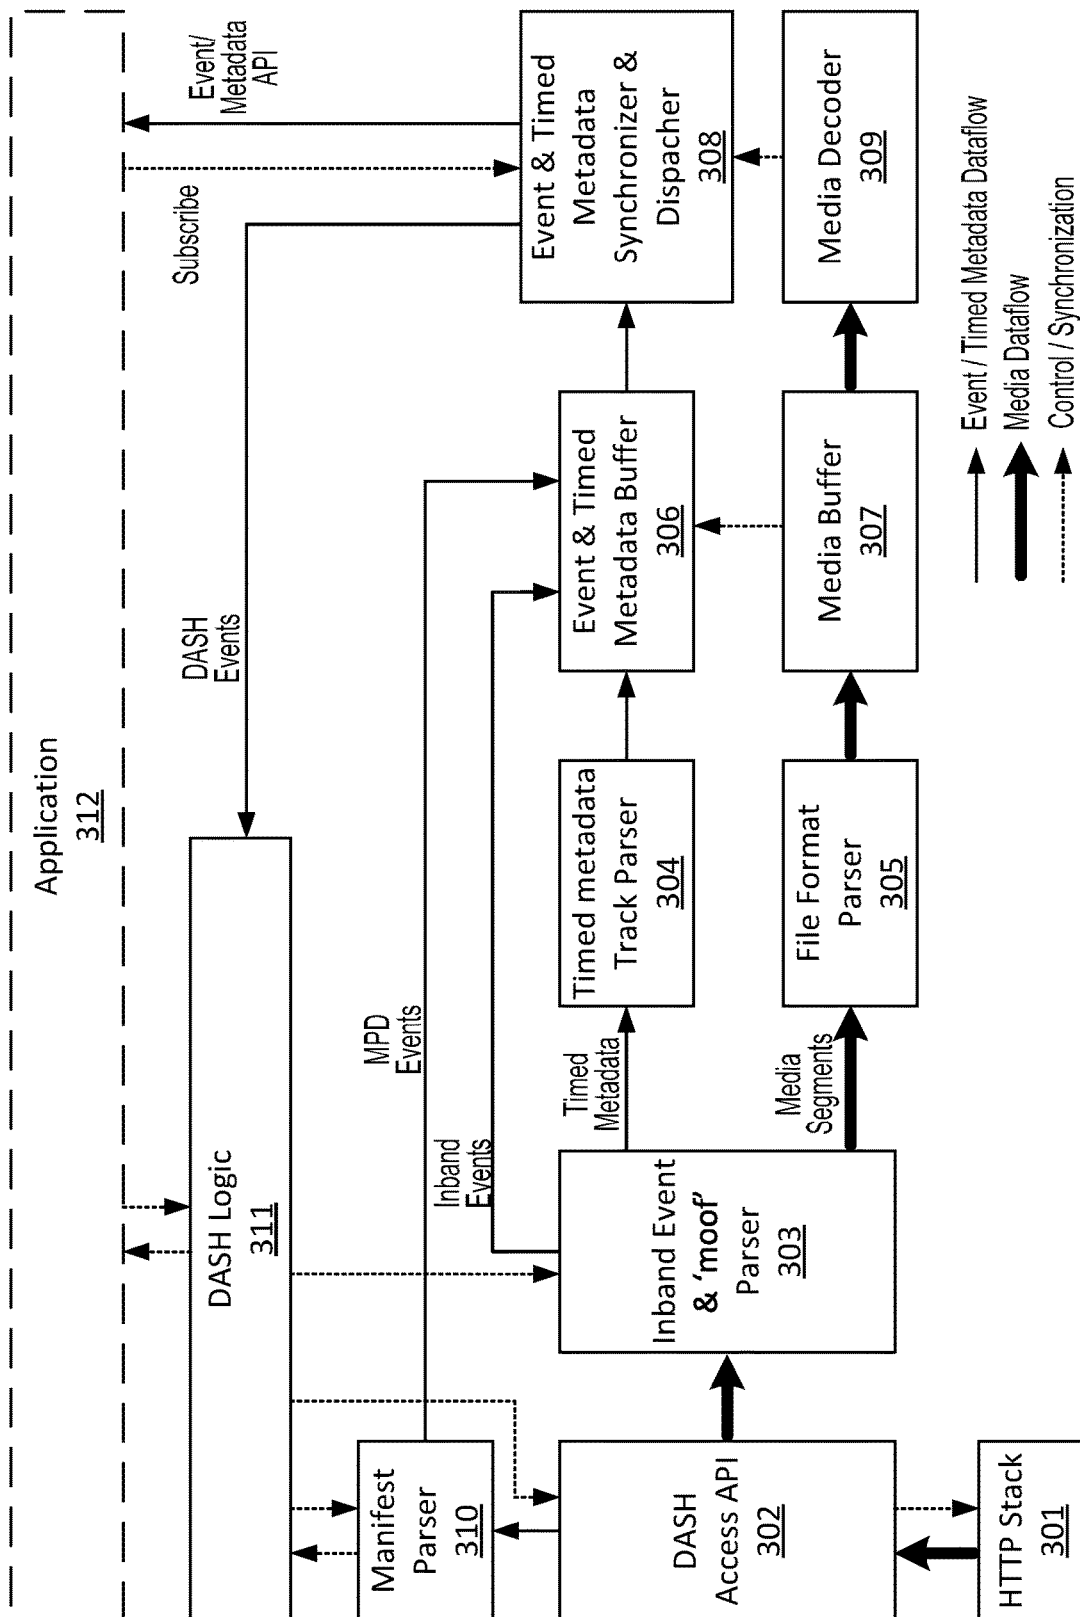 Application
312
Event/
Metadata
API
Subscribe
DASH
Events
DASH Logic
311
MPD
Events
Inband
Events
Manifest
Parser
310
DASH
Access API
302
HTTP Stack
301
Inband Event
& 'moof'
Parser
303
Timed
Metadata
Media
Segments
Timed metadata
Track Parser
304
File Format
Parser
305
Event & Timed
Metadata Buffer
306
Media Buffer
307
Event & Timed
Metadata
Synchronizer &
Dispacher
308
Media Decoder
309
Event / Timed Metadata Dataflow
Media Dataflow
Control / Synchronization